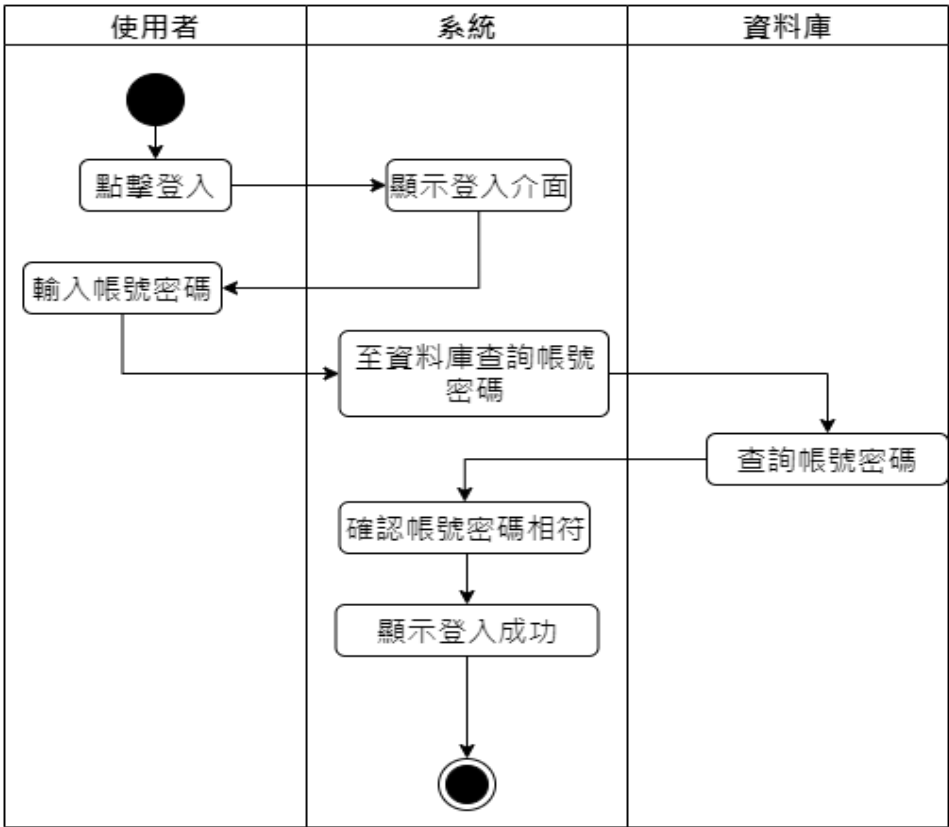 使用者
系統
資料庫
點擊登入
顯示登入介面
輸入帳號密碼
至資料庫查詢帳號
密碼
查詢帳號密碼
確認帳號密碼相符
顯示登入成功